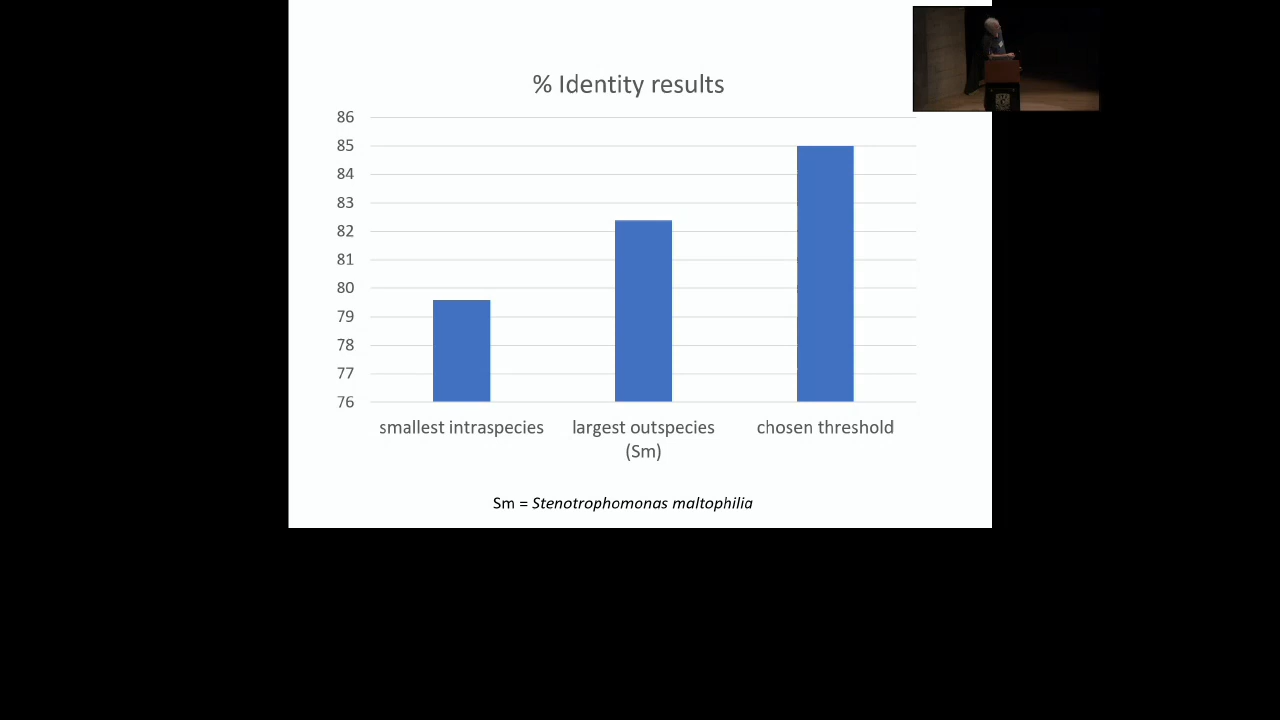 % Identity results
86
85
84
83
82
81
80
79
78
77
76
smallest intraspecies
largest outspecies
(Sm)
chosen threshold
Sm = Stenotrophomonas maltophilia